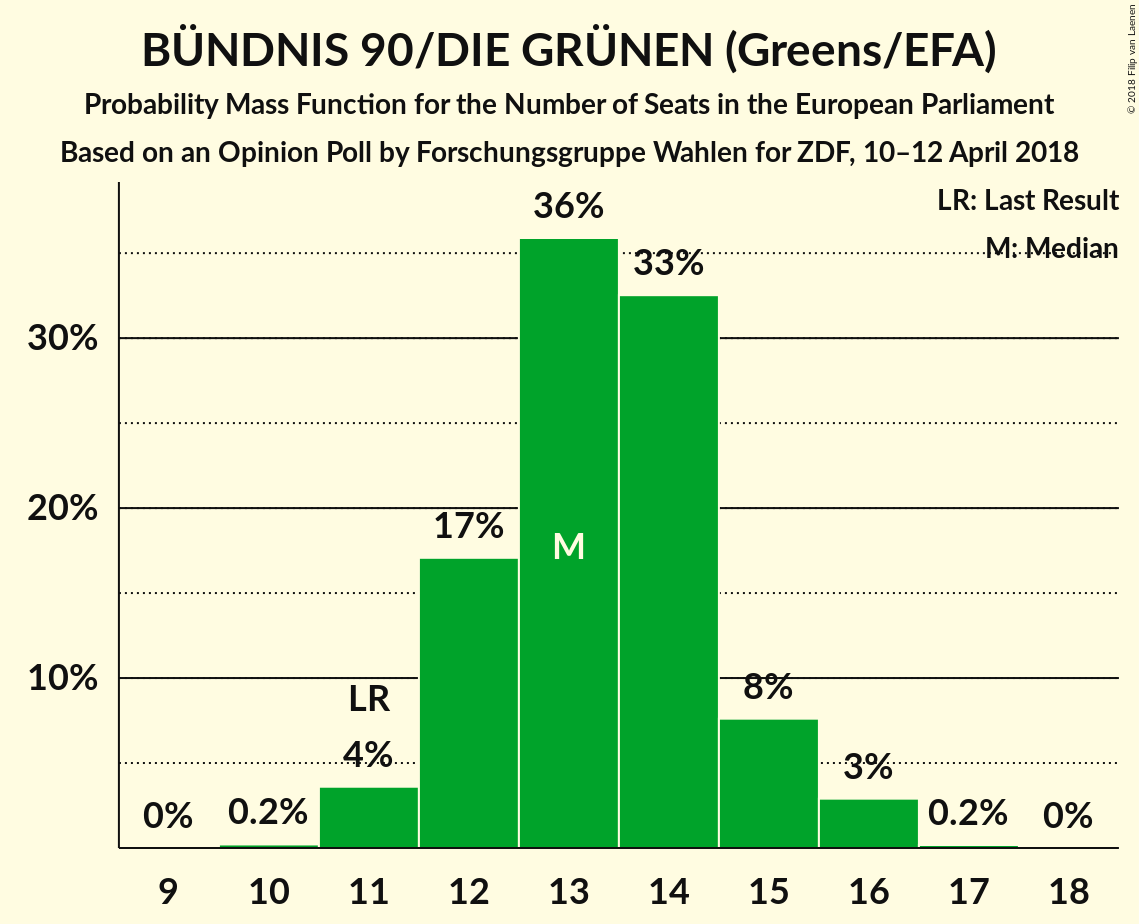 BÜNDNIS 90/DIE GRÜNEN (Greens/EFA)
Probability Mass Function for the Number of Seats in the European Parliament
Based on an Opinion Poll by Forschungsgruppe Wahlen for ZDF, 10–12 April 2018
© 2018 Filip van Laenen
LR: Last Result
M: Median
30%
20%
10%
0%
0.2%
LR
4%
17%
36%
M
33%
8%
3%
0.2%
0%
9 10 11 12 13 14 15 16 17 18